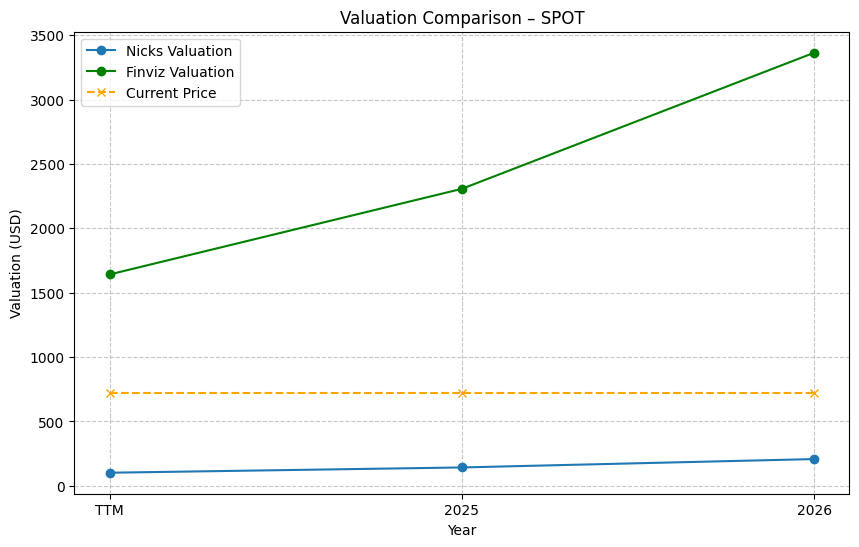 Valuation Comparison – SPOT
Nicks Valuation
Finviz Valuation
Current Price
Valuation (USD)
3500
3000
2500
2000
1500
1000
500
0
TTM 2025 2026
Year